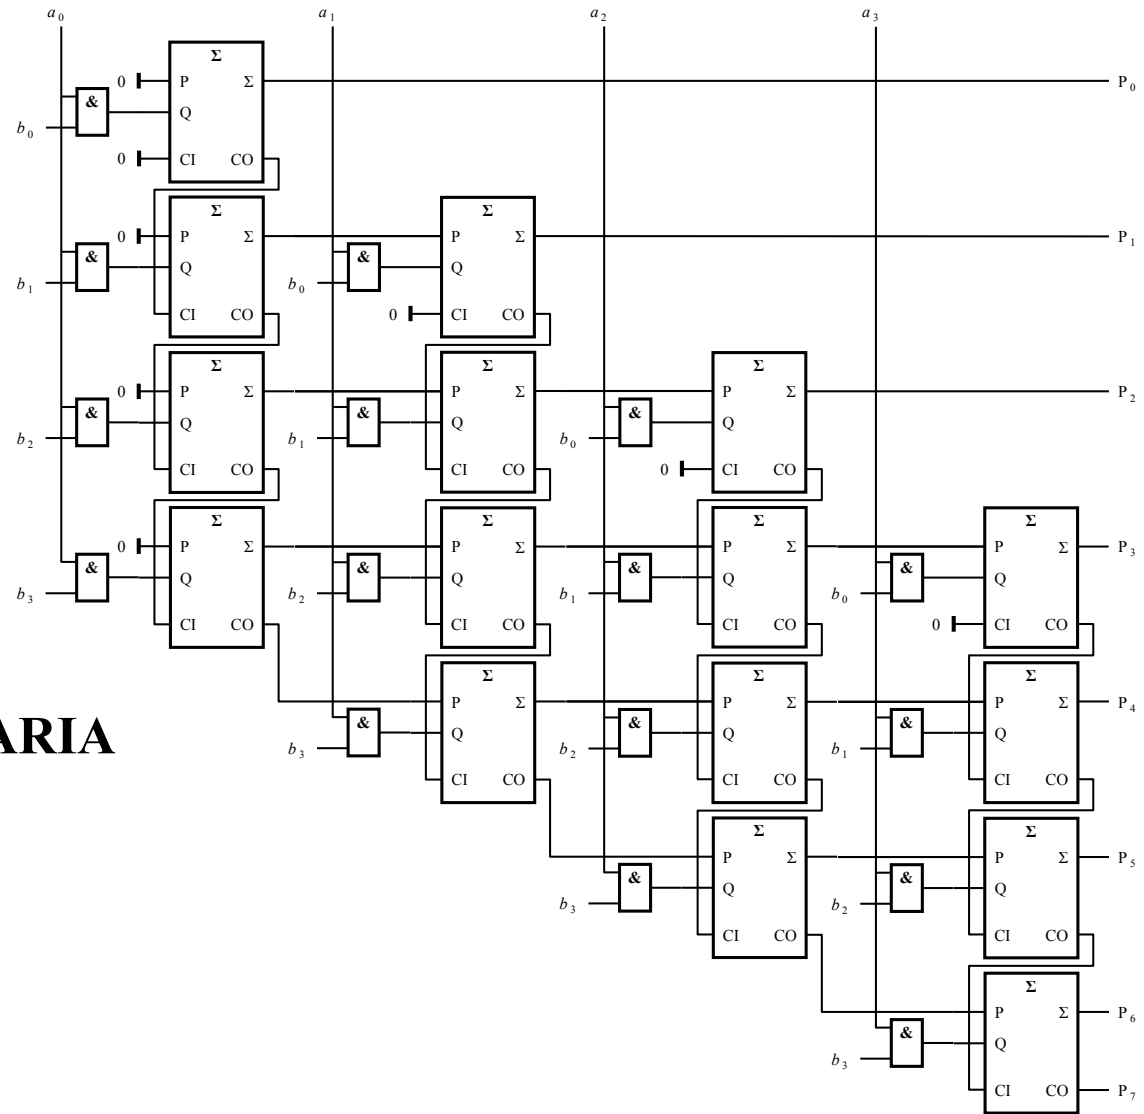 a0 a1 a2 a3
Σ
0 P Σ P0
&
Q
b0
0 CI CO
Σ Σ
0 P Σ P Σ P1
& &
Q Q
b1 b0
CI CO 0 CI CO
Σ Σ Σ
0 P Σ P Σ P Σ P2
& & &
Q Q Q
b2 b1 b0
CI CO CI CO 0 CI CO
Σ Σ Σ Σ
0 P Σ P Σ P Σ P Σ P3
& & & &
Q Q Q Q
b3 b2 b1 b0
CI CO CI CO CI CO 0 CI CO
Σ Σ Σ
P Σ P Σ P Σ P4
ARIA & & &
Q Q Q
b3 b2 b1
CI CO CI CO CI CO
Σ Σ
P Σ P Σ P5
& &
Q Q
b3 b2
CI CO CI CO
Σ
P Σ P6
&
Q
b3
CI CO P7